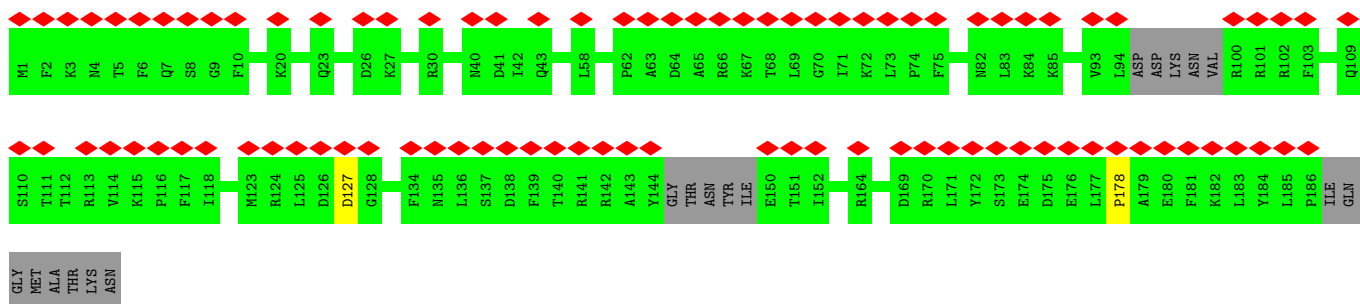 M1 F2 K3 N4 T5 F6 Q7 S8 G9 F10 K20 Q23 D26 K27 R30 N40 D41 I42 Q43 L58 P62 A63 D64 A65 R66 K67 T68 L69 G70 I71 K72 L73 P74 F75 N82 L83 K84 K85 V93 L94 ASP ASP LYS ASN VAL R100 R101 R102 F103 Q109
S110 T111 T112 R113 V114 K115 P116 F117 I118 M123 R124 L125 D126 D127 G128 F134 N135 L136 S137 D138 F139 T140 R141 R142 A143 Y144 GLY THR ASN TYR ILE E150 T151 I152 R164 D169 R170 L171 Y172 S173 E174 D175 E176 L177 P178 A179 E180 F181 K182 L183 Y184 L185 P186 ILE GLN
GLY MET ALA THR LYS ASN